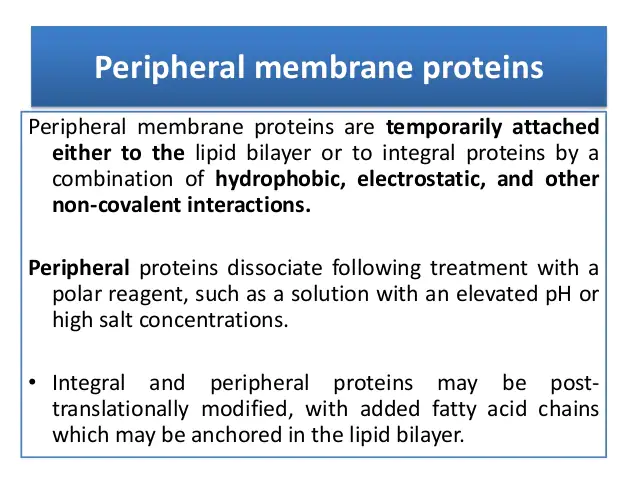 Peripheral membrane proteins
Peripheral membrane proteins are temporarily attached
either to the lipid bilayer or to integral proteins by a
combination of hydrophobic, electrostatic, and other
non-covalent interactions.
Peripheral proteins dissociate following treatment with a
polar reagent, such as a solution with an elevated pH or
high salt concentrations.
• Integral and peripheral proteins may be post-
translationally modified, with added fatty acid chains
which may be anchored in the lipid bilayer.